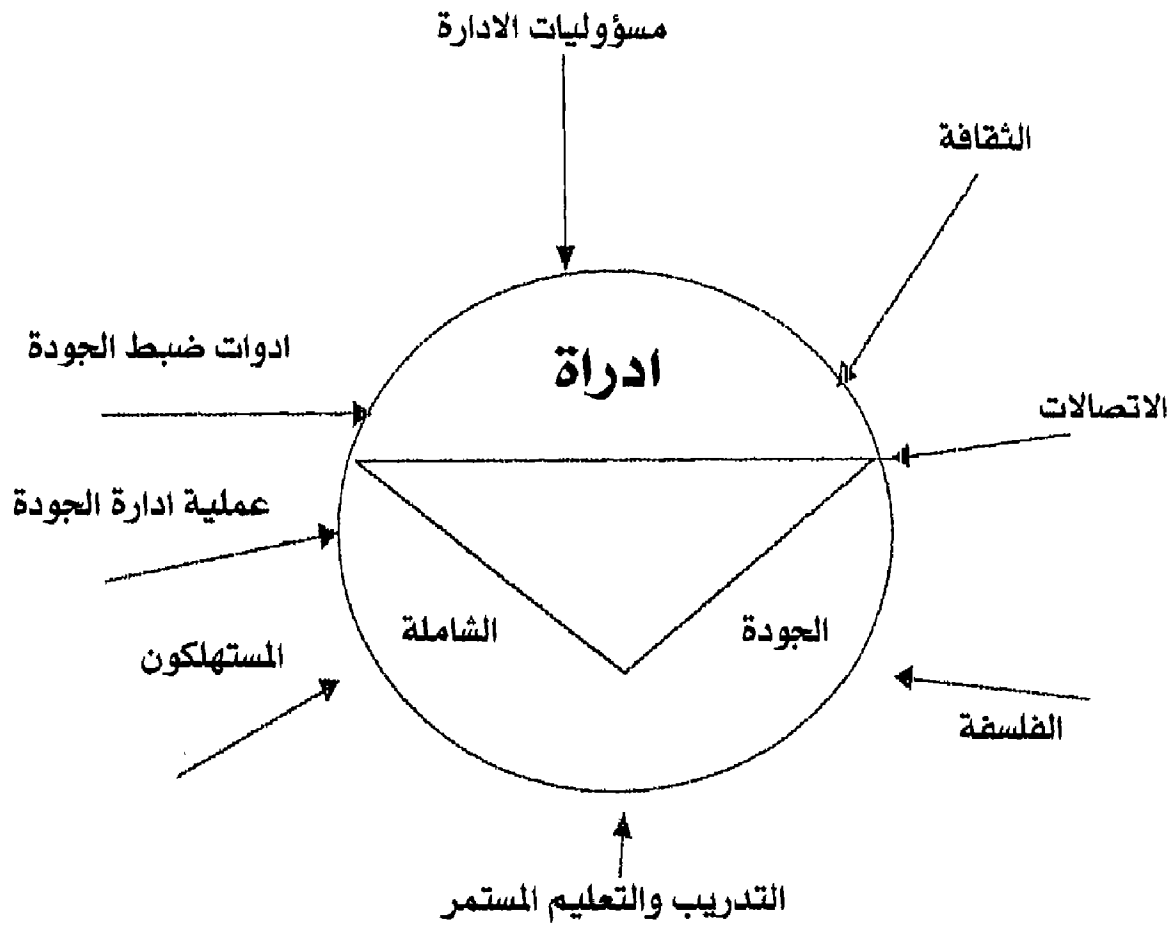 مسؤوليات الادارة
الثقافة
ادوات ضبط الجودة
ادراة
الاتصالات
عملية ادارة الجودة
الجودة
الشاملة
المستهلكون
الفلسفة
التدريب والتعليم المستمر